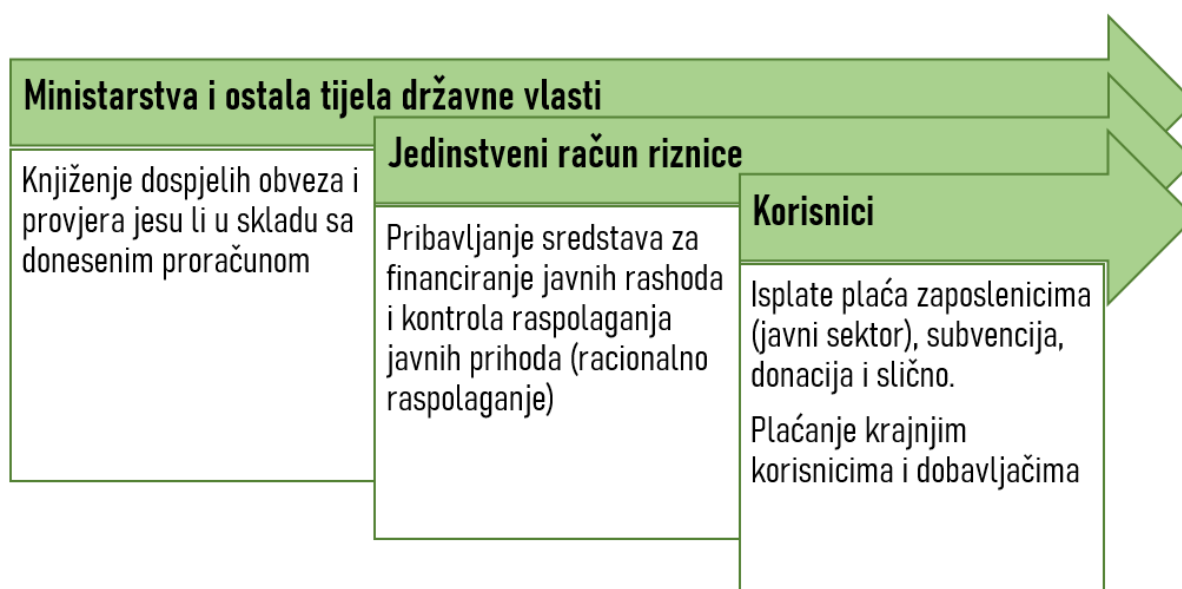 Ministarstva i ostala tijela državne vlasti
Knjiženje dospjelih obveza i
provjera jesu li u skladu sa
donesenim proračunom
Jedinstveni račun riznice
Pribavljanje sredstava za
financiranje javnih rashoda
i kontrola raspolaganja
javnih prihoda (racionalno
raspolaganje)
Korisnici
Isplate plaća zaposlenicima
(javni sektor), subvencija,
donacija i slično.
Plaćanje krajnjim
korisnicima i dobavljačima